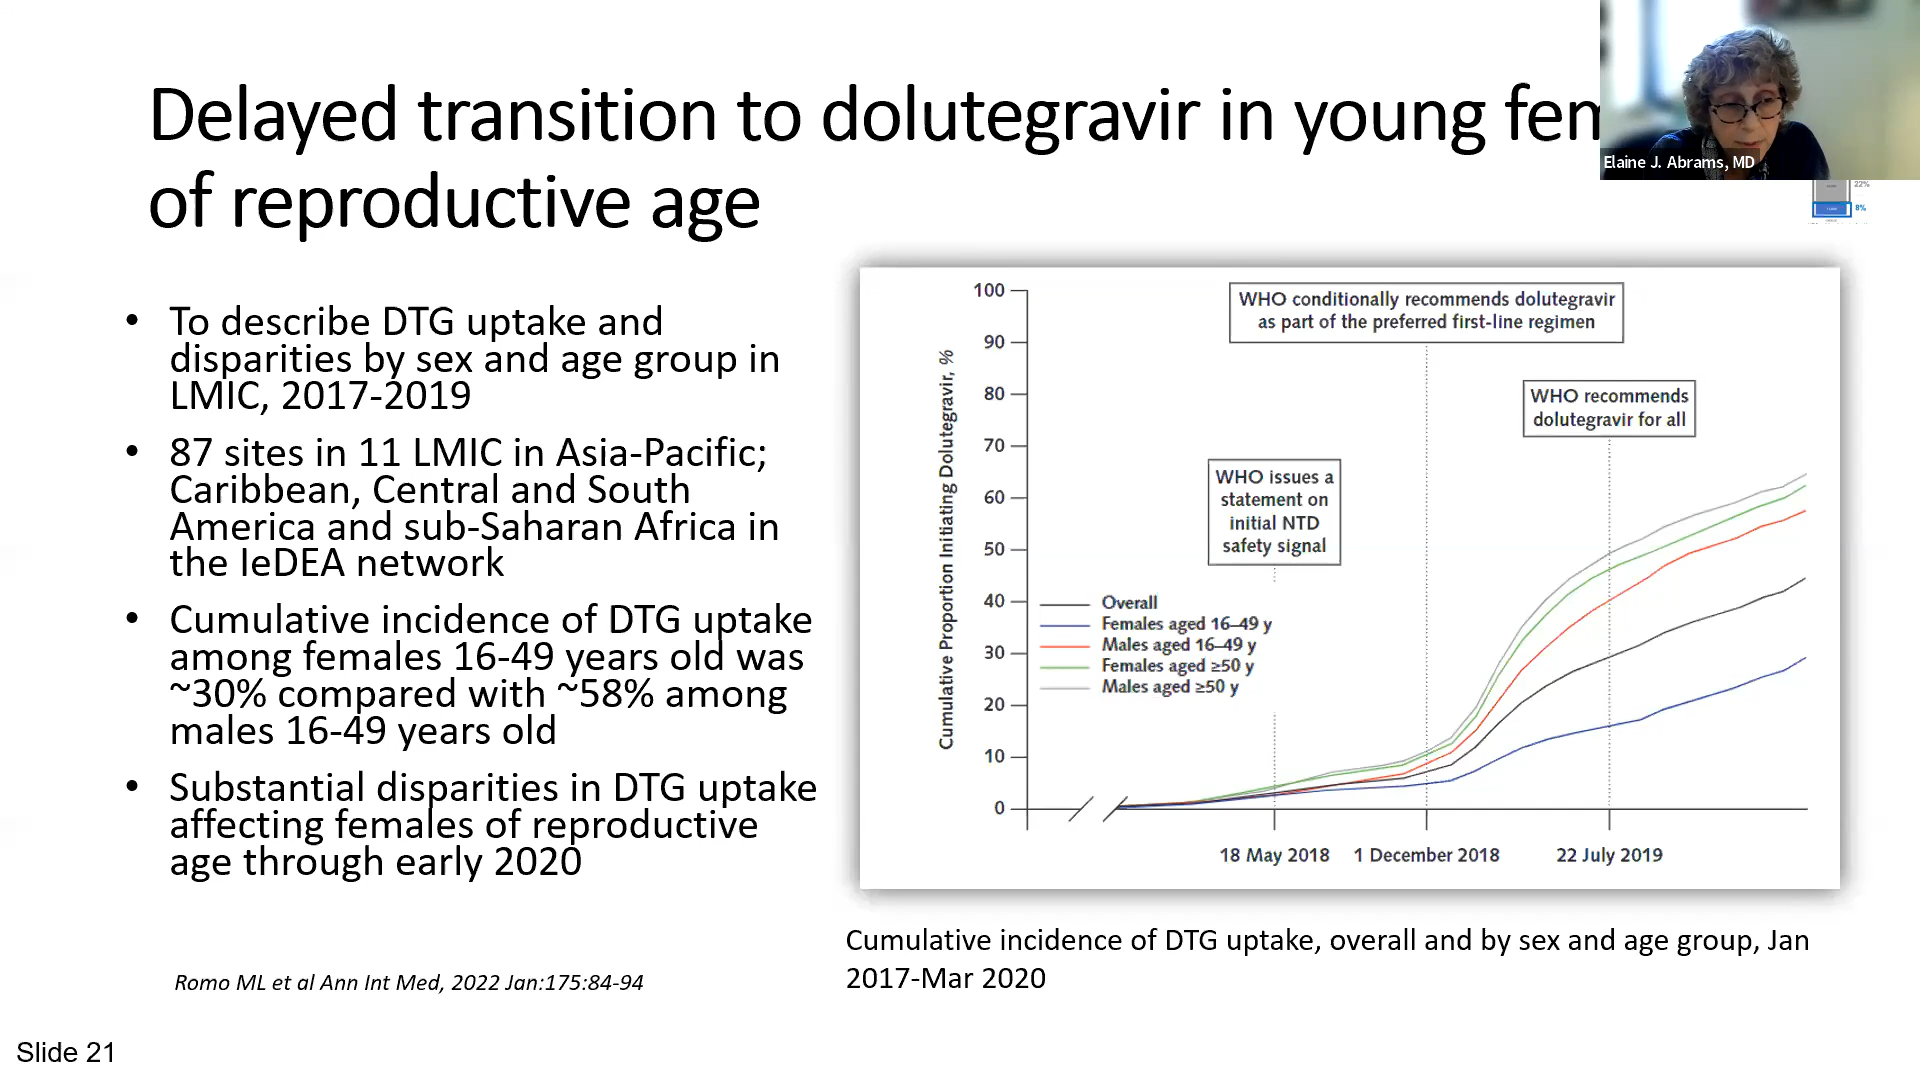 Delayed transition to dolutegravir in young fem
of reproductive age
Elaine J. Abrams, MD
22%
8%
• To describe DTG uptake and
disparities by sex and age group in
LMIC, 2017-2019
• 87 sites in 11 LMIC in Asia-Pacific;
Caribbean, Central and South
America and sub-Saharan Africa in
the IeDEA network
• Cumulative incidence of DTG uptake
among females 16-49 years old was
~30% compared with ~58% among
males 16-49 years old
• Substantial disparities in DTG uptake
affecting females of reproductive
age through early 2020
Romo ML et al Ann Int Med, 2022 Jan:175:84-94
Cumulative Proportion Initiating Dolutegravir, %
100
90
80
70
60
50
40
30
20
10
0
WHO conditionally recommends dolutegravir
as part of the preferred first-line regimen
WHO recommends
dolutegravir for all
WHO issues a
statement on
initial NTD
safety signal
Overall
Females aged 16–49 y
Males aged 16–49 y
Females aged ≥50 y
Males aged ≥50 y
18 May 2018
1 December 2018
22 July 2019
Cumulative incidence of DTG uptake, overall and by sex and age group, Jan
2017-Mar 2020
Slide 21